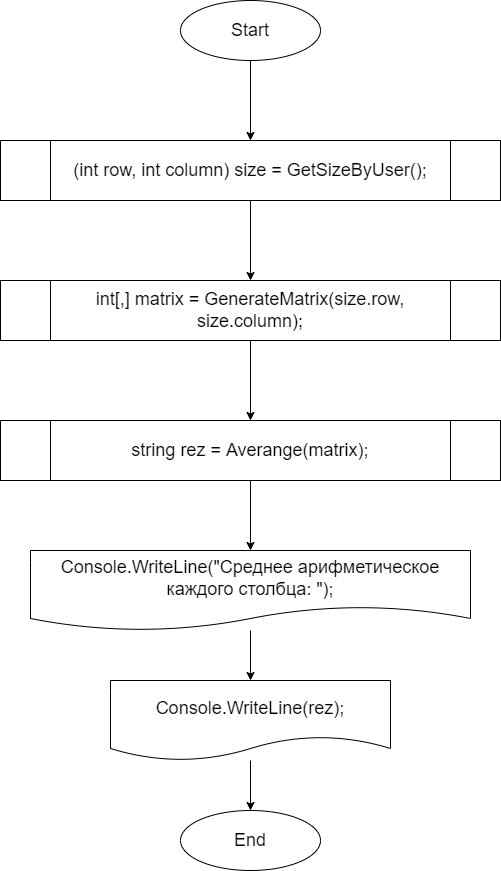 Start
(int row, int column) size = GetSizeByUser();
int[,] matrix = GenerateMatrix(size.row,
size.column);
string rez = Averange(matrix);
Console.WriteLine("Среднее арифметическое
каждого столбца: ");
Console.WriteLine(rez);
End